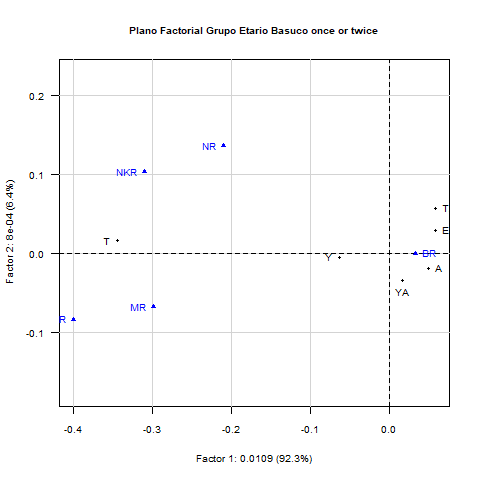 Plano Factorial Grupo Etario Basuco once or twice
0.2
NR
0.1
NKR
T
E
T
0.0
Y
BR
A
YA
MR
R
-0.1
-0.4
-0.3
-0.2
-0.1
0.0
Factor 2: 8e-04 (6.4%)
Factor 1: 0.0109 (92.3%)